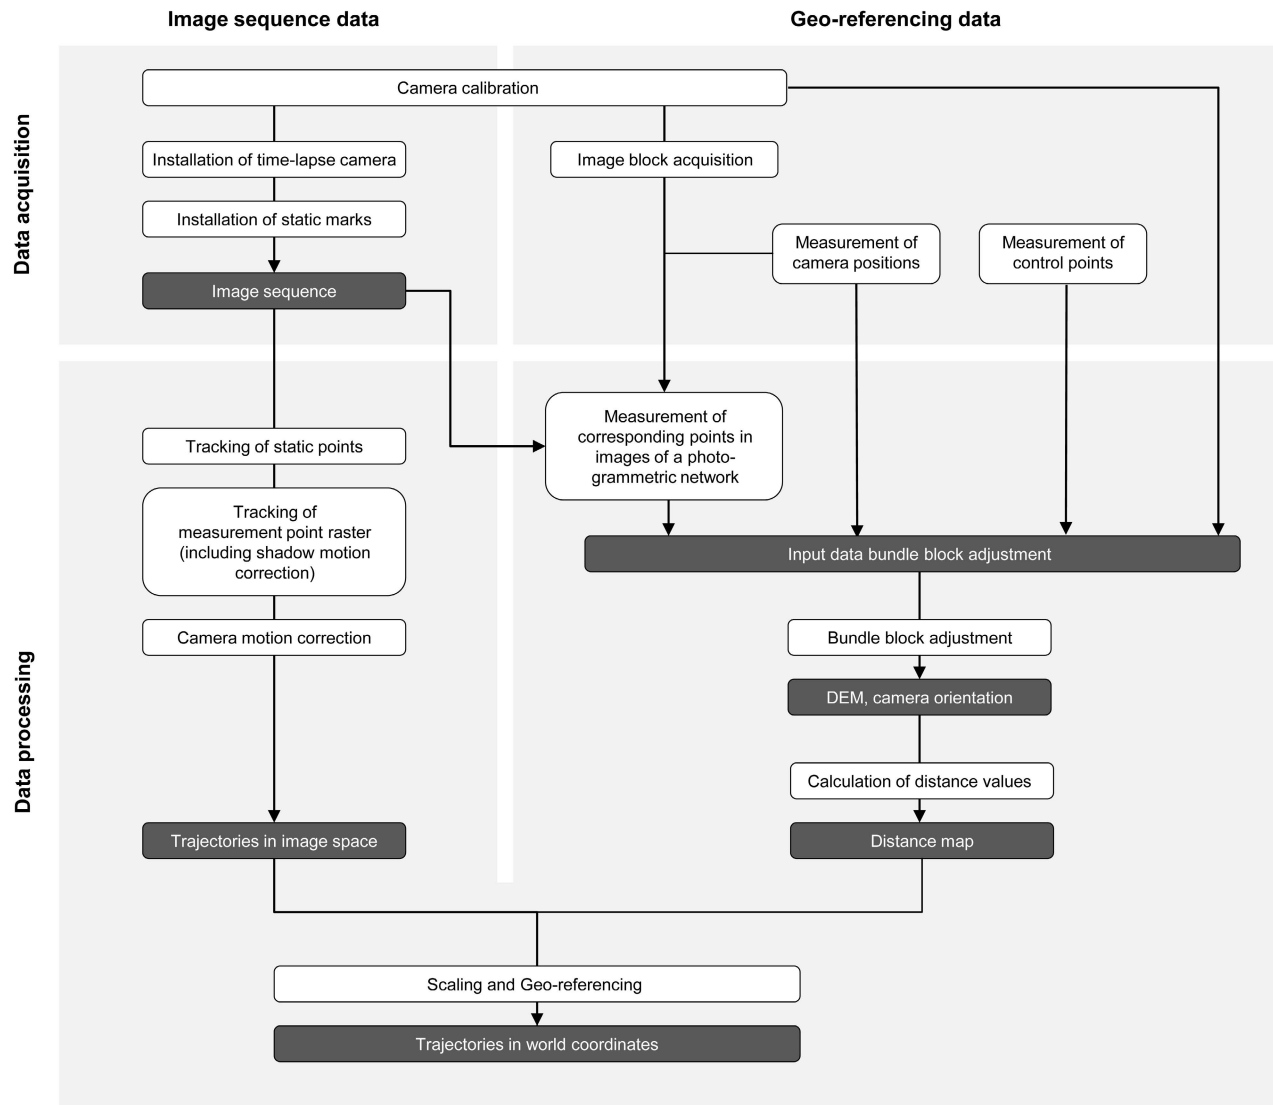 Image sequence data
Geo-referencing data
Data acquisition
Camera calibration
Installation of time-lapse camera
Image block acquisition
Installation of static marks
Measurement of
camera positions
Measurement of
control points
Image sequence
Data processing
Measurement of
corresponding points in
images of a photo-
grammetric network
Tracking of static points
Tracking of
measurement point raster
(including shadow motion
correction)
Input data bundle block adjustment
Camera motion correction
Bundle block adjustment
DEM, camera orientation
Calculation of distance values
Trajectories in image space
Distance map
Scaling and Geo-referencing
Trajectories in world coordinates